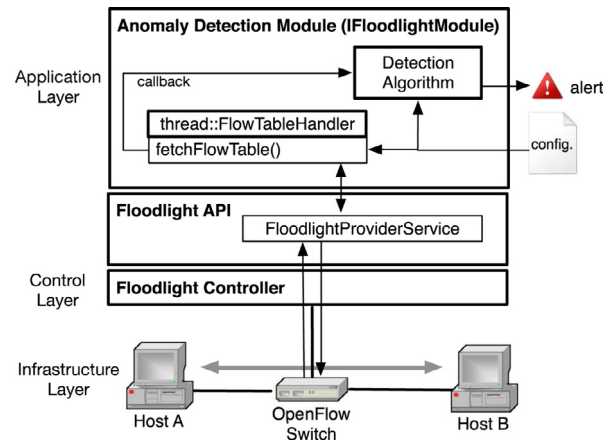 Anomaly Detection Module (IFloodlightModule)
Application
Layer
callback
Detection
Algorithm
alert
thread::FlowTableHandler
fetchFlowTable()
config.
Floodlight API
FloodlightProviderService
Control
Layer
Floodlight Controller
Infrastructure
Layer
Host A
OpenFlow
Switch
Host B